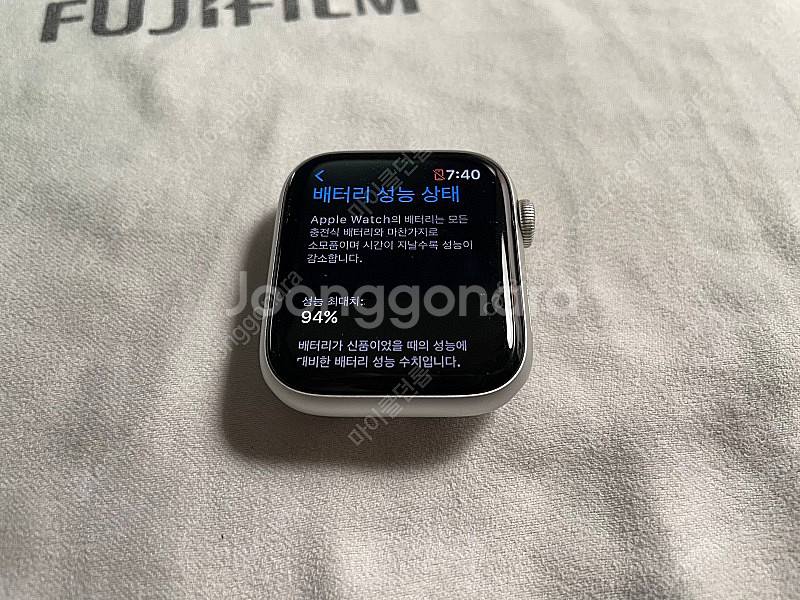 FUJIFILM
7:40
배터리 성능 상태
Apple Watch의 배터리는 모든
충전식 배터리와 마찬가지로
소모품이며 시간이 지날수록 성능이
감소합니다.
Joonggonara
성능 최대치:
94%
배터리가 신품이었을 때의 성능에
대비한 배터리 성능 수치입니다.